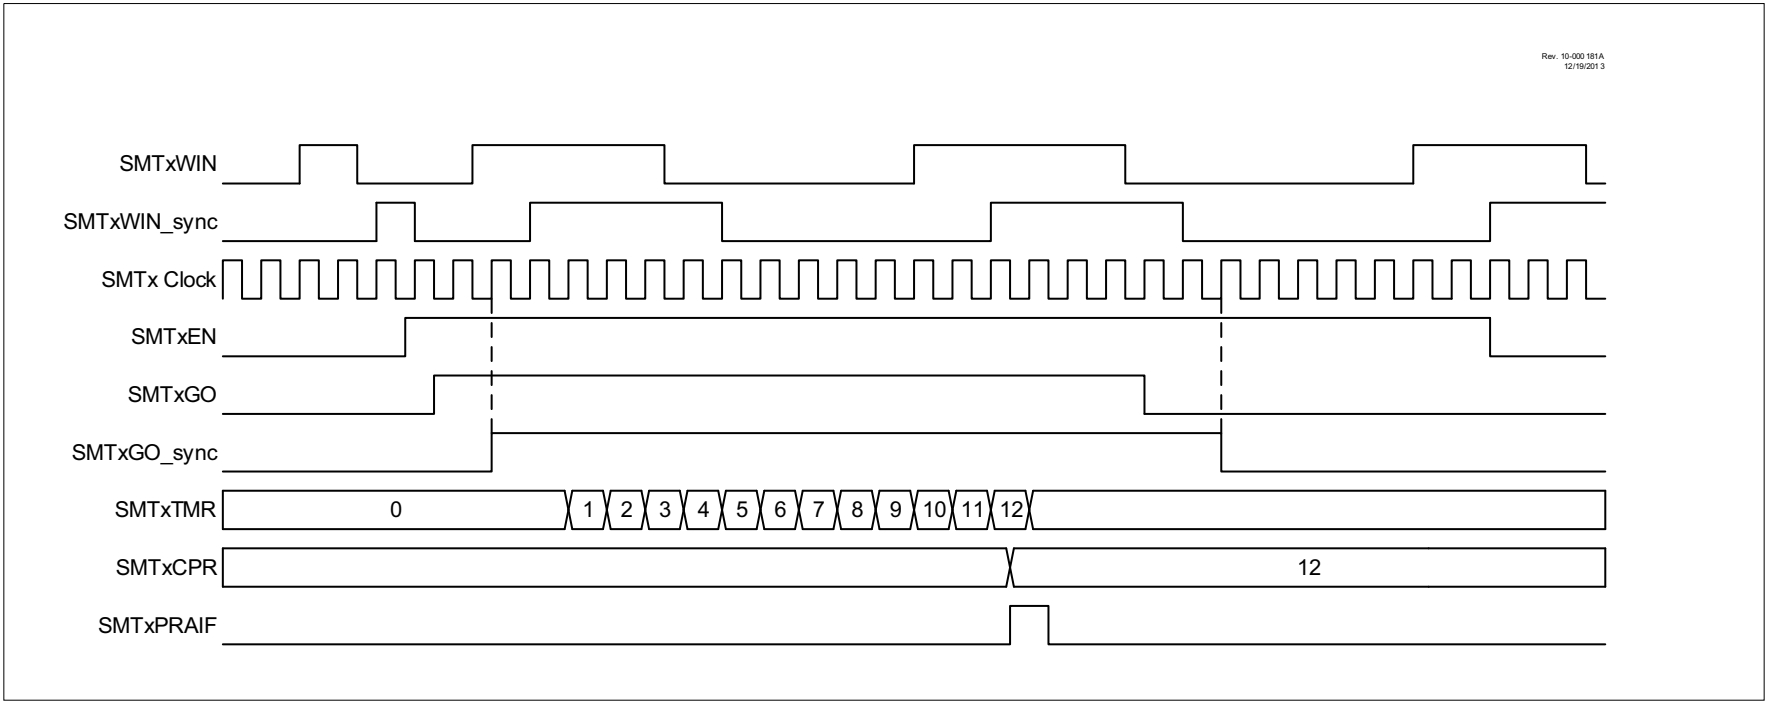 Rev. 10-000 181A
12/19/201 3
SMTxWIN
SMTxWIN_sync
SMTx Clock
SMTxEN
SMTxGO
SMTxGO_sync
SMTxTMR 0 1 2 3 4 5 6 7 8 9 10 11 12
SMTxCPR 12
SMTxPRAIF